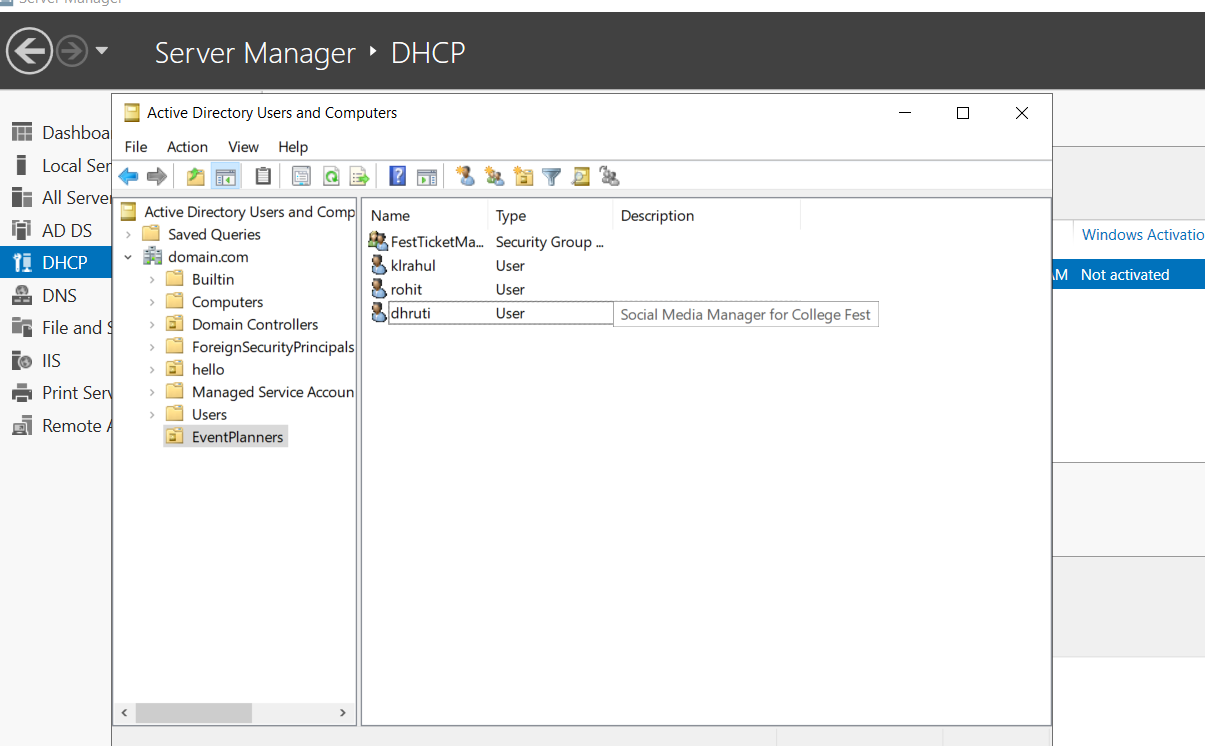 Server Manager
Server Manager ‣ DHCP
Active Directory Users and Computers
File Action View Help
Dashboa
Local Ser
All Server
AD DS
DHCP
DNS
File and S
IIS
Print Serv
Remote A
Active Directory Users and Comp
Saved Queries
domain.com
Builtin
Computers
Domain Controllers
ForeignSecurityPrincipals
hello
Managed Service Accoun
Users
EventPlanners
Name Type Description
FestTicketMa... Security Group ...
klrahul User
rohit User
dhruti User Social Media Manager for College Fest
Windows Activatio
AM Not activated